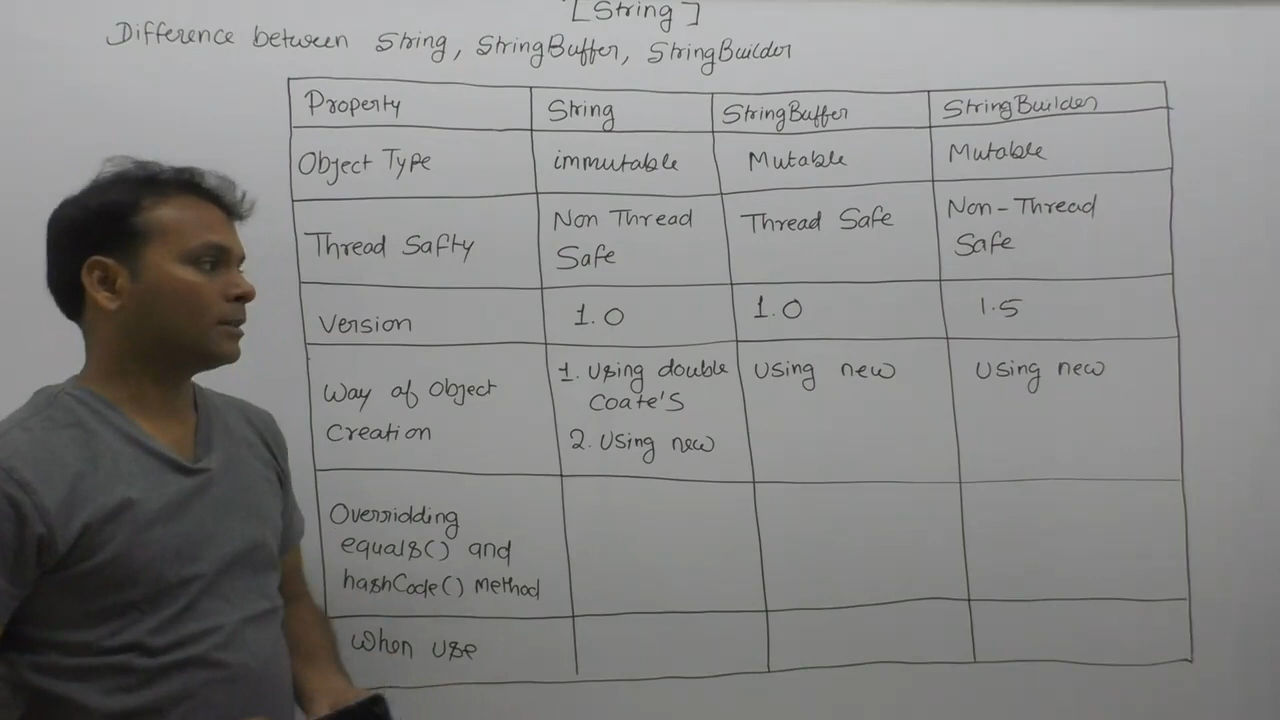 [String]
Difference between String, StringBuffer, StringBuilder
Property String StringBuffer StringBuilder
Object Type immutable Mutable Mutable
Thread Safty Non Thread Safe Thread Safe Non-Thread Safe
Version 1.0 1.0 1.5
Way of Object Creation 1. Using double Coate's Using new Using new
2. Using new
Overridding
equals() and
hashCode() Method
When use